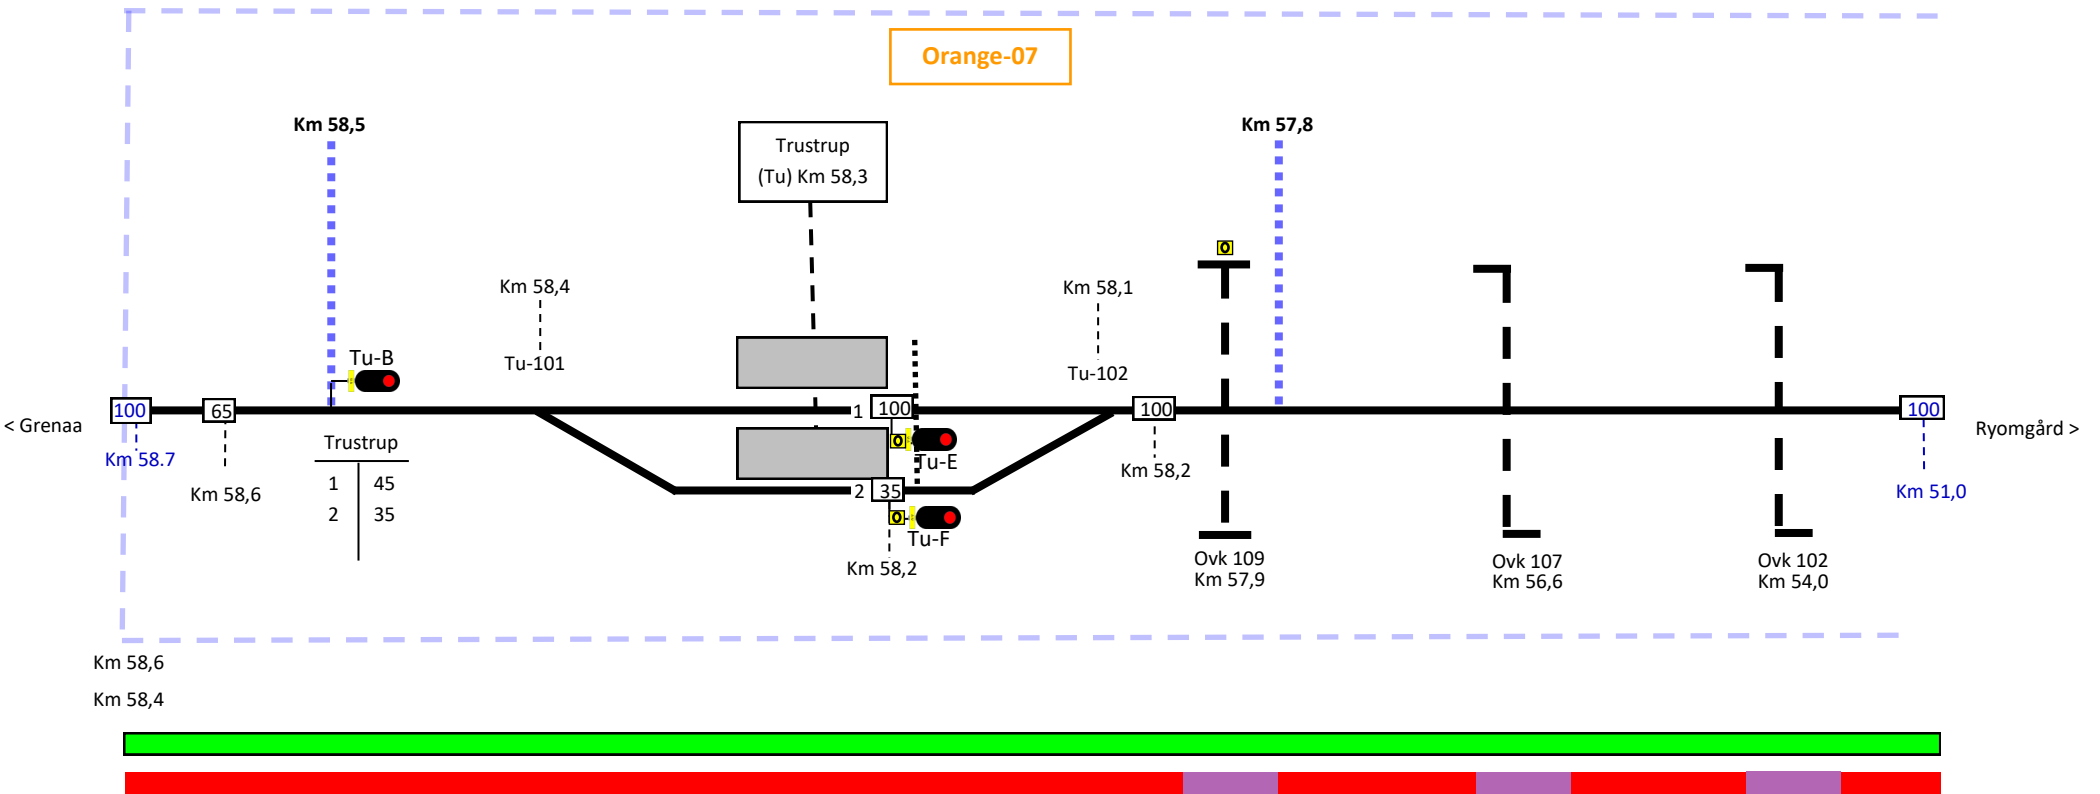 Orange-07
Km 58,5
Km 57,8
Trustrup
(Tu) Km 58,3
O
Km 58,4
Km 58,1
Tu-B
Tu-101
Tu-102
100
65
1
100
100
100
< Grenaa
Ryomgård >
Km 58.7
Trustrup
O
Tu-E
Km 58,2
Km 58,6
1 45
2 35
2
35
Km 51,0
O
Tu-F
Km 58,2
Ovk 109
Km 57,9
Ovk 107
Km 56,6
Ovk 102
Km 54,0
Km 58,6
Km 58,4